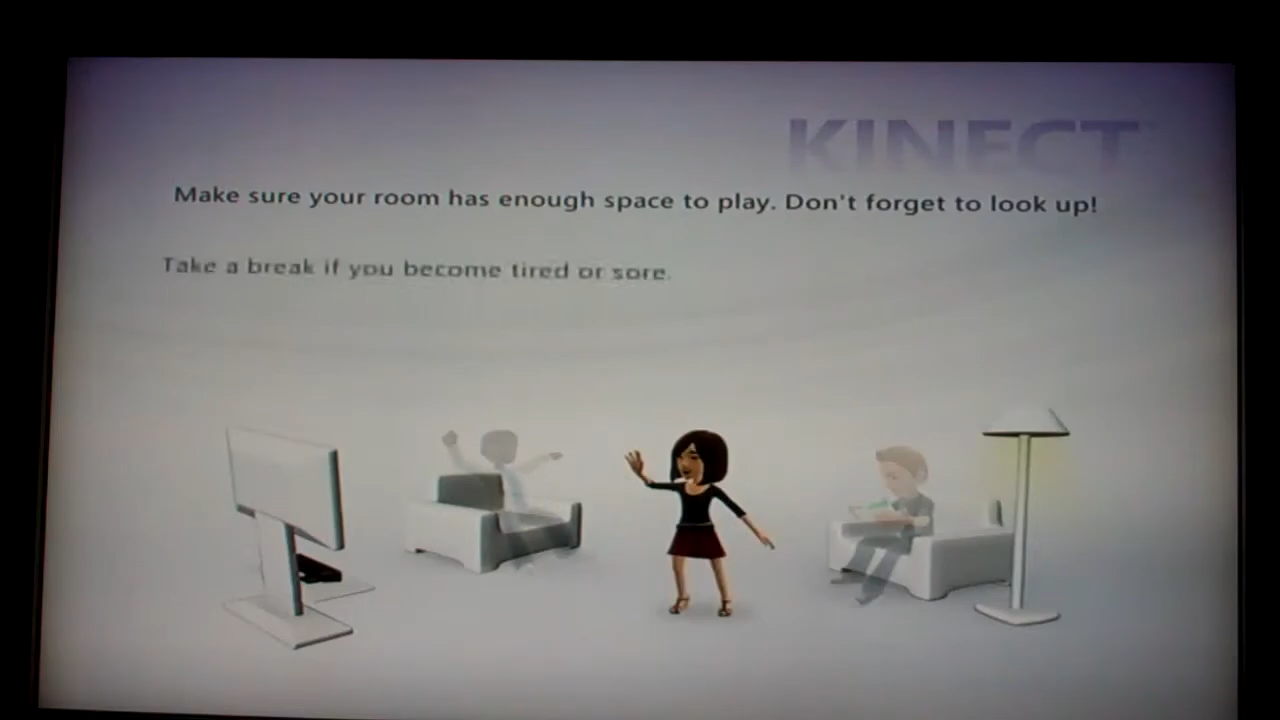 KINECT
Make sure your room has enough space to play. Don't forget to look up!
Take a break if you become tired or sore.